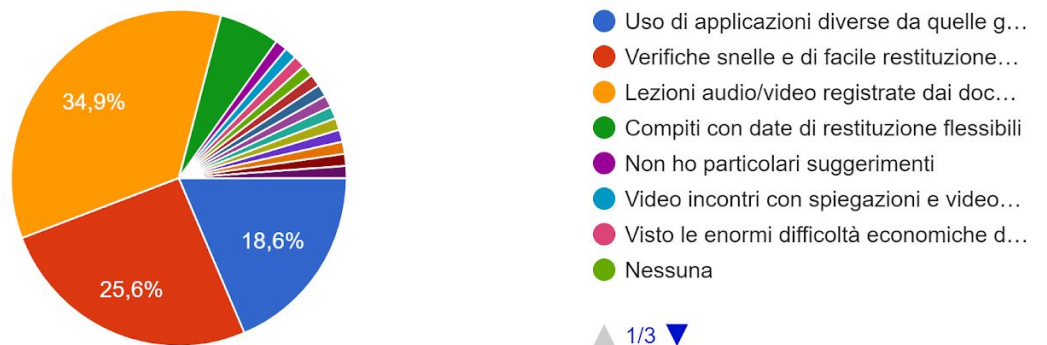 34,9%
25,6%
18,6%
Uso di applicazioni diverse da quelle g…
Verifiche snelle e di facile restituzione…
Lezioni audio/video registrate dai doc…
Compiti con date di restituzione flessibili
Non ho particolari suggerimenti
Video incontri con spiegazioni e video…
Visto le enormi difficoltà economiche d…
Nessuna
1/3